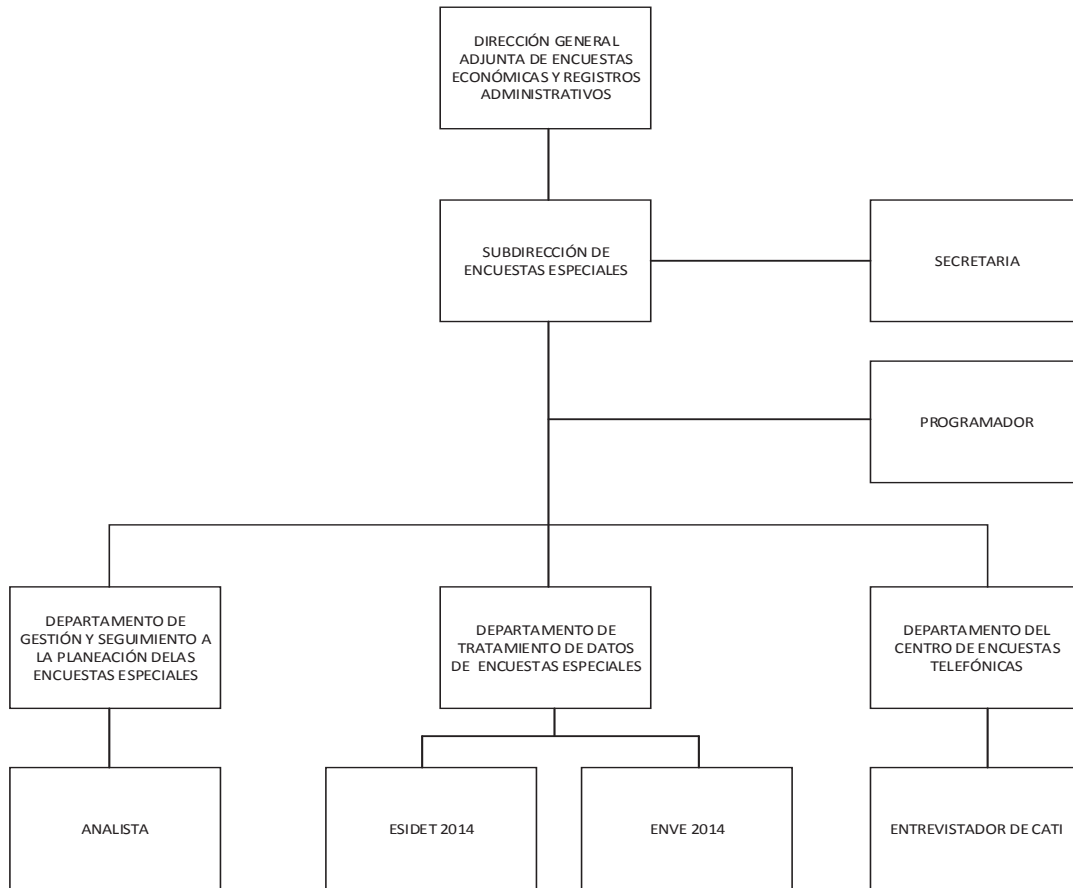 DIRECCIÓN GENERAL
ADJUNTA DE ENCUESTAS
ECONÓMICAS Y REGISTROS
ADMINISTRATIVOS
SUBDIRECCIÓN DE
ENCUESTAS ESPECIALES
SECRETARIA
PROGRAMADOR
DEPARTAMENTO DE
GESTIÓN Y SEGUIMIENTO A
LA PLANEACIÓN DELAS
ENCUESTAS ESPECIALES
DEPARTAMENTO DE
TRATAMIENTO DE DATOS
DE ENCUESTAS ESPECIALES
DEPARTAMENTO DEL
CENTRO DE ENCUESTAS
TELEFÓNICAS
ANALISTA
ESIDET 2014
ENVE 2014
ENTREVISTADOR DE CATI